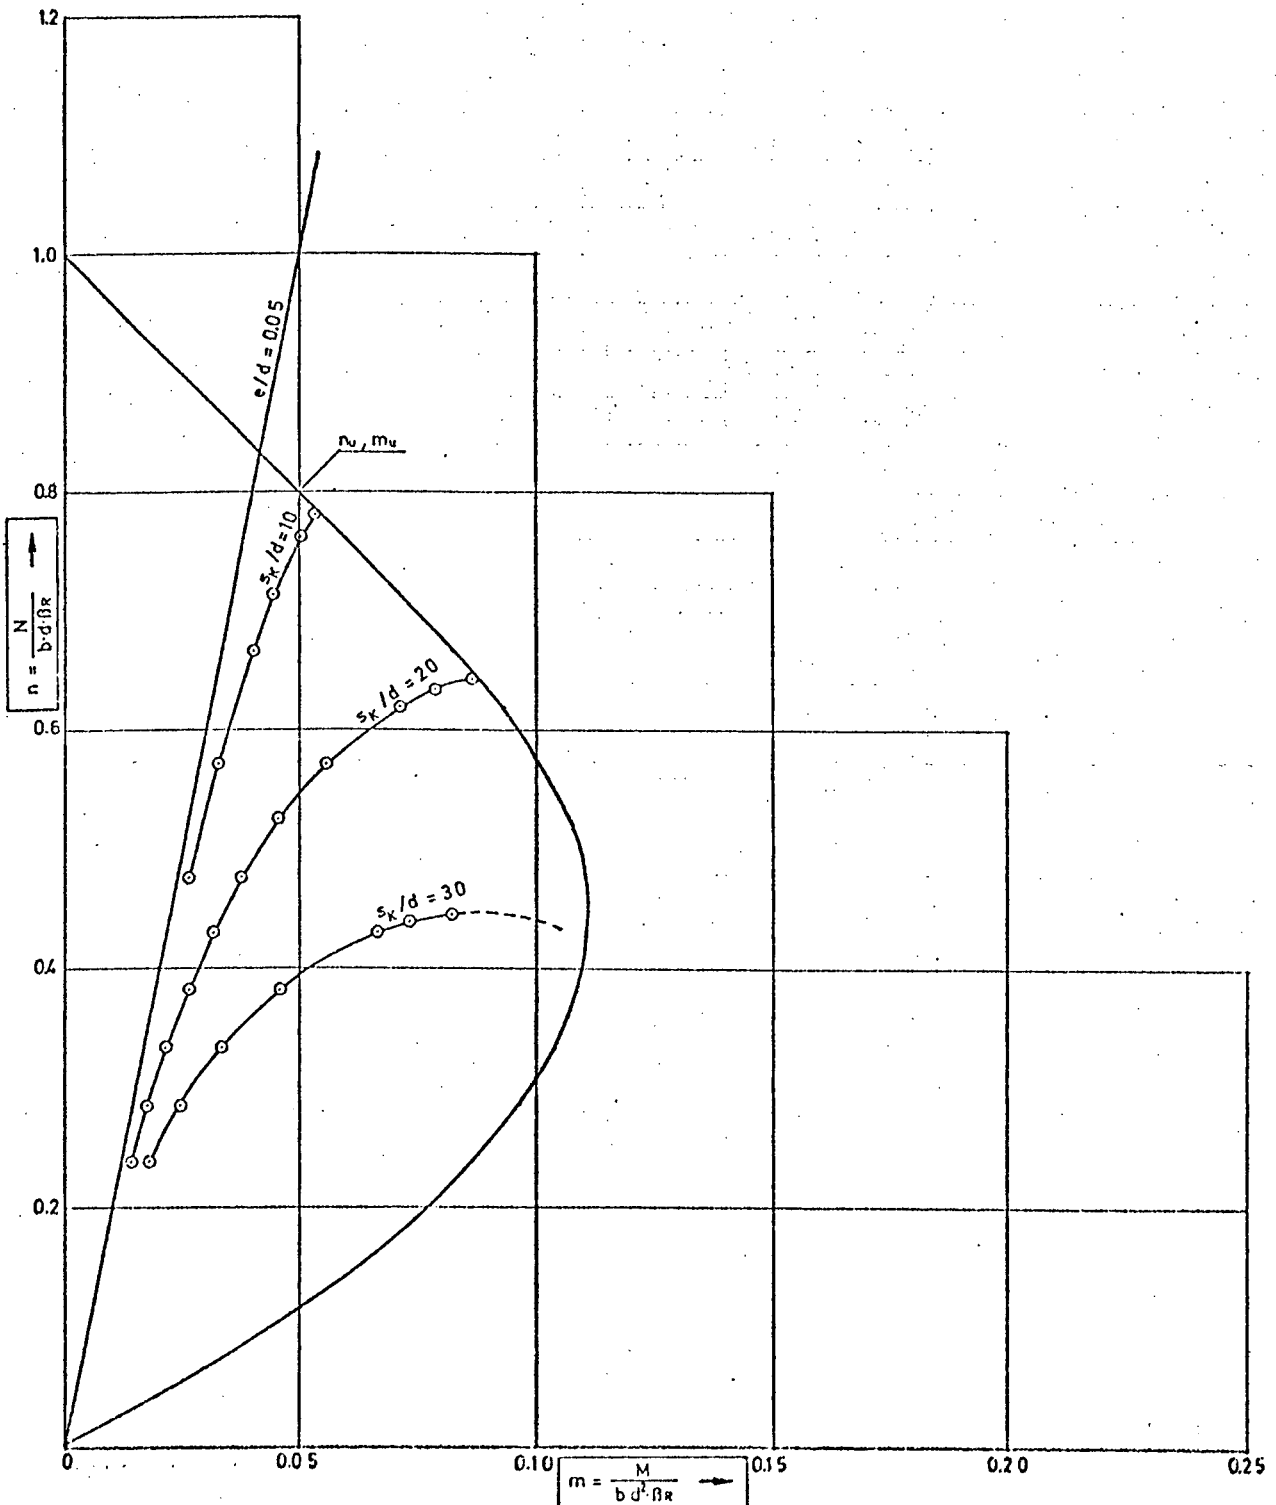 1.2
1.0
e/d = 0.05
nu, mu
0.8
sK/d=10
n = N / b·d·βR
sK/d=20
0.6
sK/d=30
0.4
0.2
0
0.05
0.10
m = M / b d²·βR
0.15
0.20
0.25